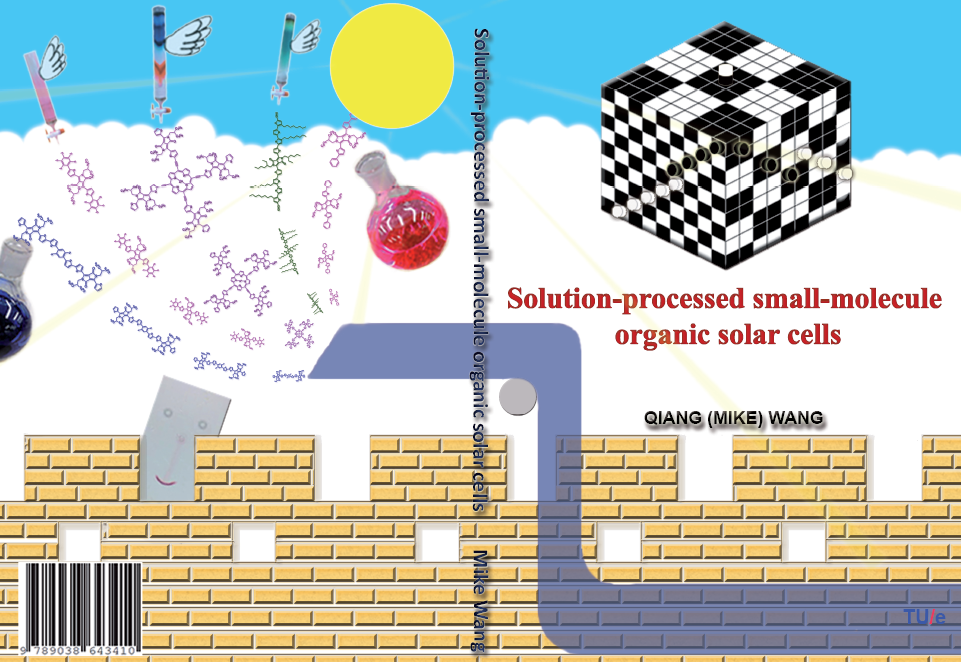 Solution-processed small-molecule organic solar cells Mike Wang
Solution-processed small-molecule
organic solar cells
QIANG (MIKE) WANG
TU/e
9 789038 643410